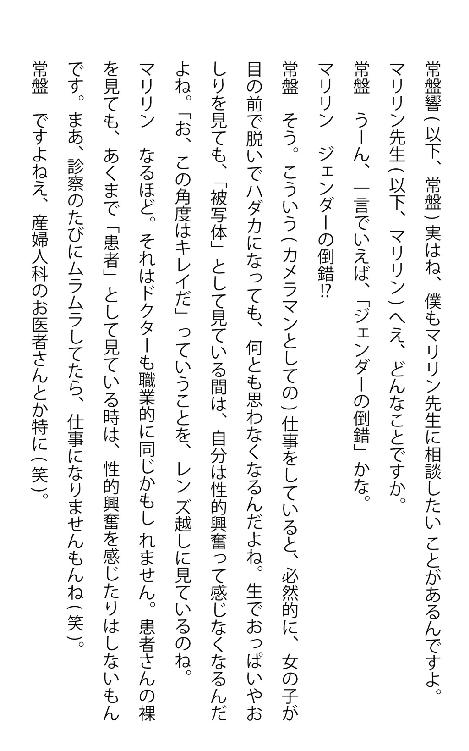 常盤響(以下、常盤)実はね、僕もマリリン先生に相談したいことがあるんですよ。
マリリン先生(以下、マリリン)へえ、どんなことですか。
常盤　うーん、一言でいえば、「ジェンダーの倒錯」かな。
マリリン　ジェンダーの倒錯!?
常盤　そう。こういう(カメラマンとしての)仕事をしていると、必然的に、女の子が
目の前で脱いでハダカになっても、何とも思わなくなるんだよね。生でおっぱいやお
しりを見ても、「被写体」として見ている間は、自分は性的興奮って感じなくなるんだ
よね。「お、この角度はキレイだ」っていうことを、レンズ越しに見ているのね。
マリリン　なるほど。それはドクターも職業的に同じかもしれません。患者さんの裸
を見ても、あくまで「患者」として見ている時は、性的興奮を感じたりはしないもん
です。まあ、診察のたびにムラムラしてたら、仕事になりませんもんね(笑)。
常盤　ですよねえ、産婦人科のお医者さんとか特に(笑)。